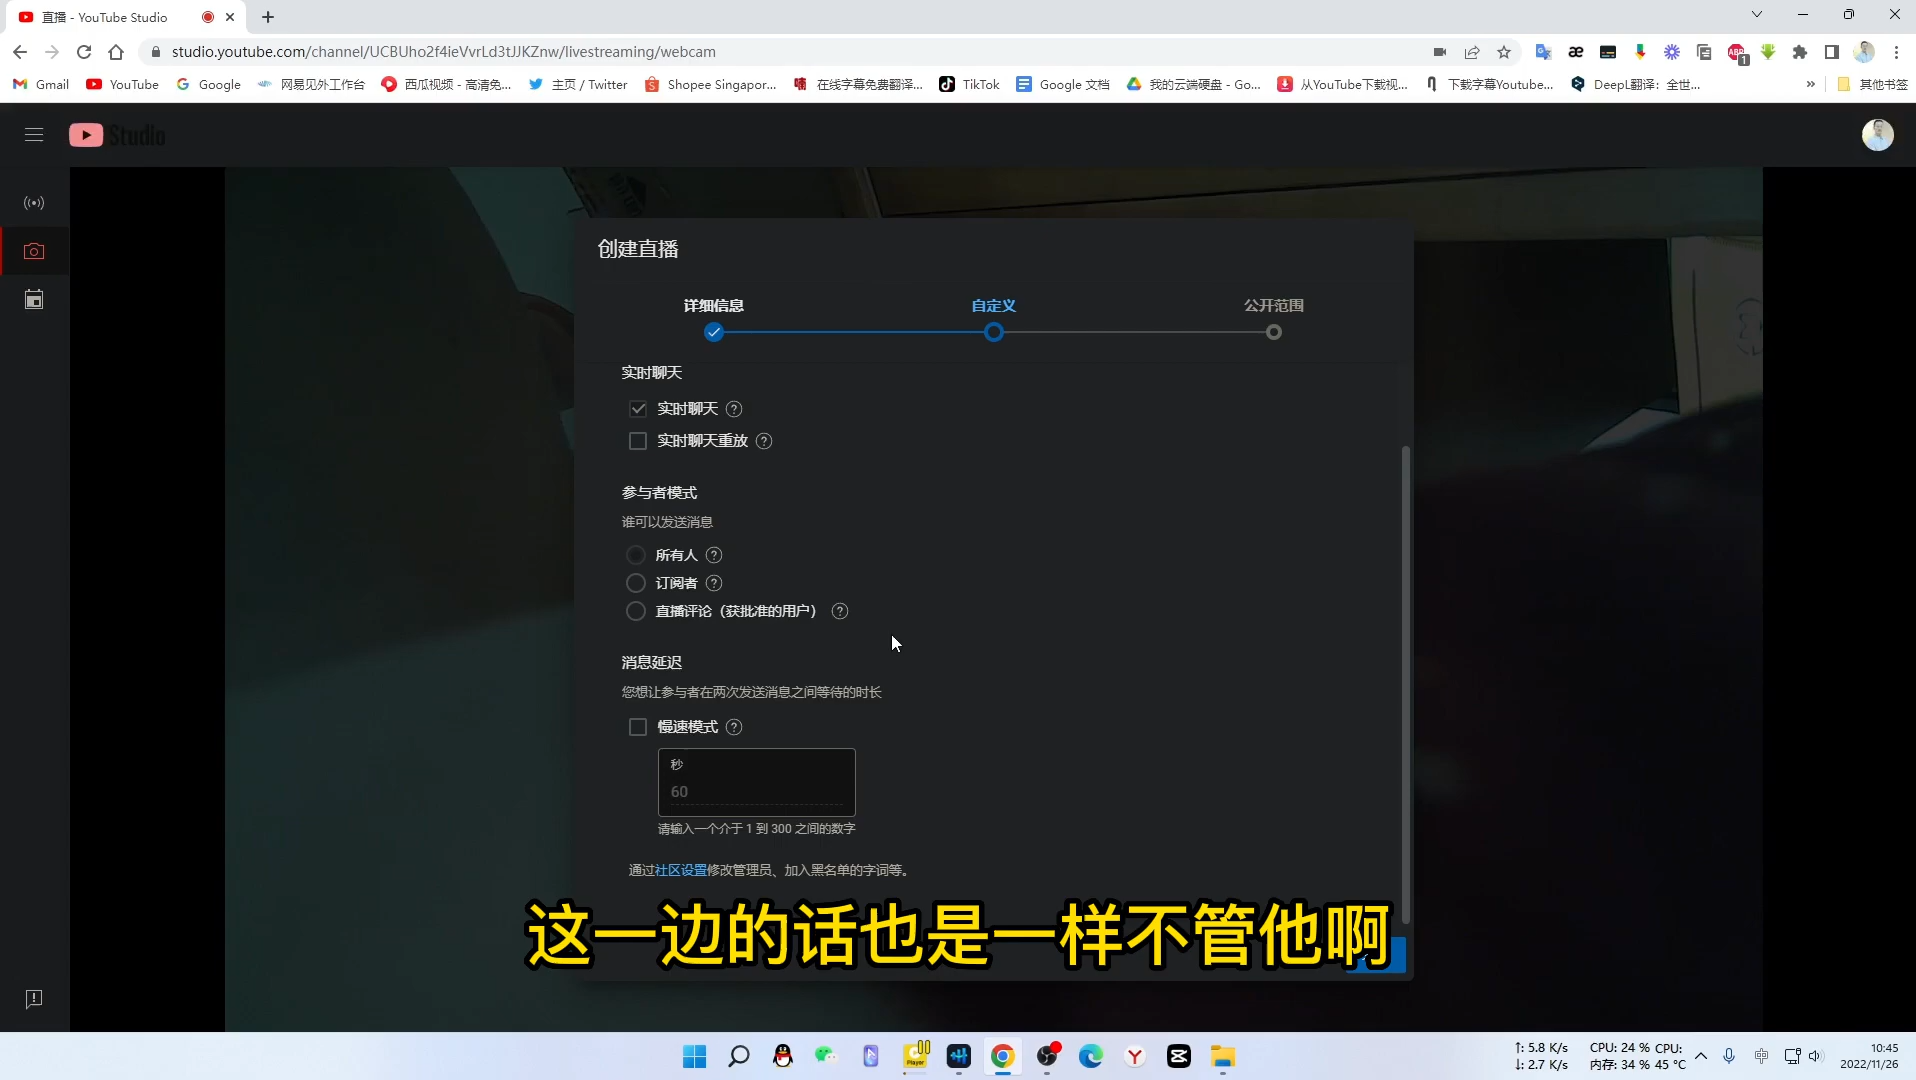 直播 - YouTube Studio
studio.youtube.com/channel/UCBUho2f4ieVvrLd3tJJKZnw/livestreaming/webcam
Gmail YouTube Google 网易见外工作台 西瓜视频 - 高清免... 主页 / Twitter Shopee Singapor... 在线字幕免费翻译... TikTok Google 文档 我的云端硬盘 - Go... 从YouTube下载视... 下载字幕Youtube... DeepL翻译：全世... » 其他书签
Studio
创建直播
详细信息 自定义 公开范围
实时聊天
实时聊天
实时聊天重放
参与者模式
谁可以发送消息
所有人
订阅者
直播评论（获批准的用户）
消息延迟
您想让参与者在两次发送消息之间等待的时长
慢速模式
秒
60
请输入一个介于 1 到 300 之间的数字
通过社区设置修改管理员、加入黑名单的字词等。
这一边的话也是一样不管他啊
↑: 5.8 K/s CPU: 24 % CPU: 中 10:45
↓: 2.7 K/s 内存: 34 % 45 °C 2022/11/26